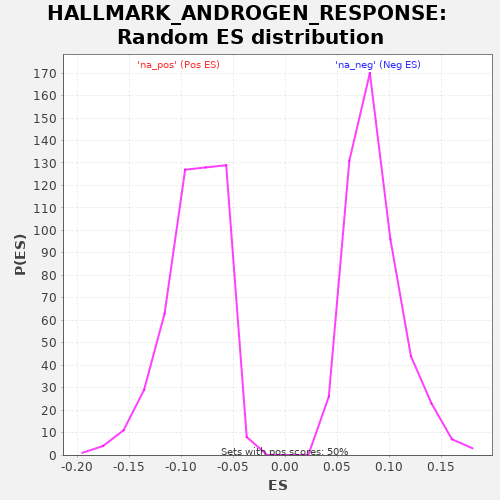 HALLMARK_ANDROGEN_RESPONSE:
Random ES distribution
'na_pos' (Pos ES)
'na_neg' (Neg ES)
170
160
150
140
130
120
110
100
90
80
70
60
50
40
30
20
10
0
P(ES)
Sets with pos scores: 50%
-0.20 -0.15 -0.10 -0.05 0.00 0.05 0.10 0.15
ES